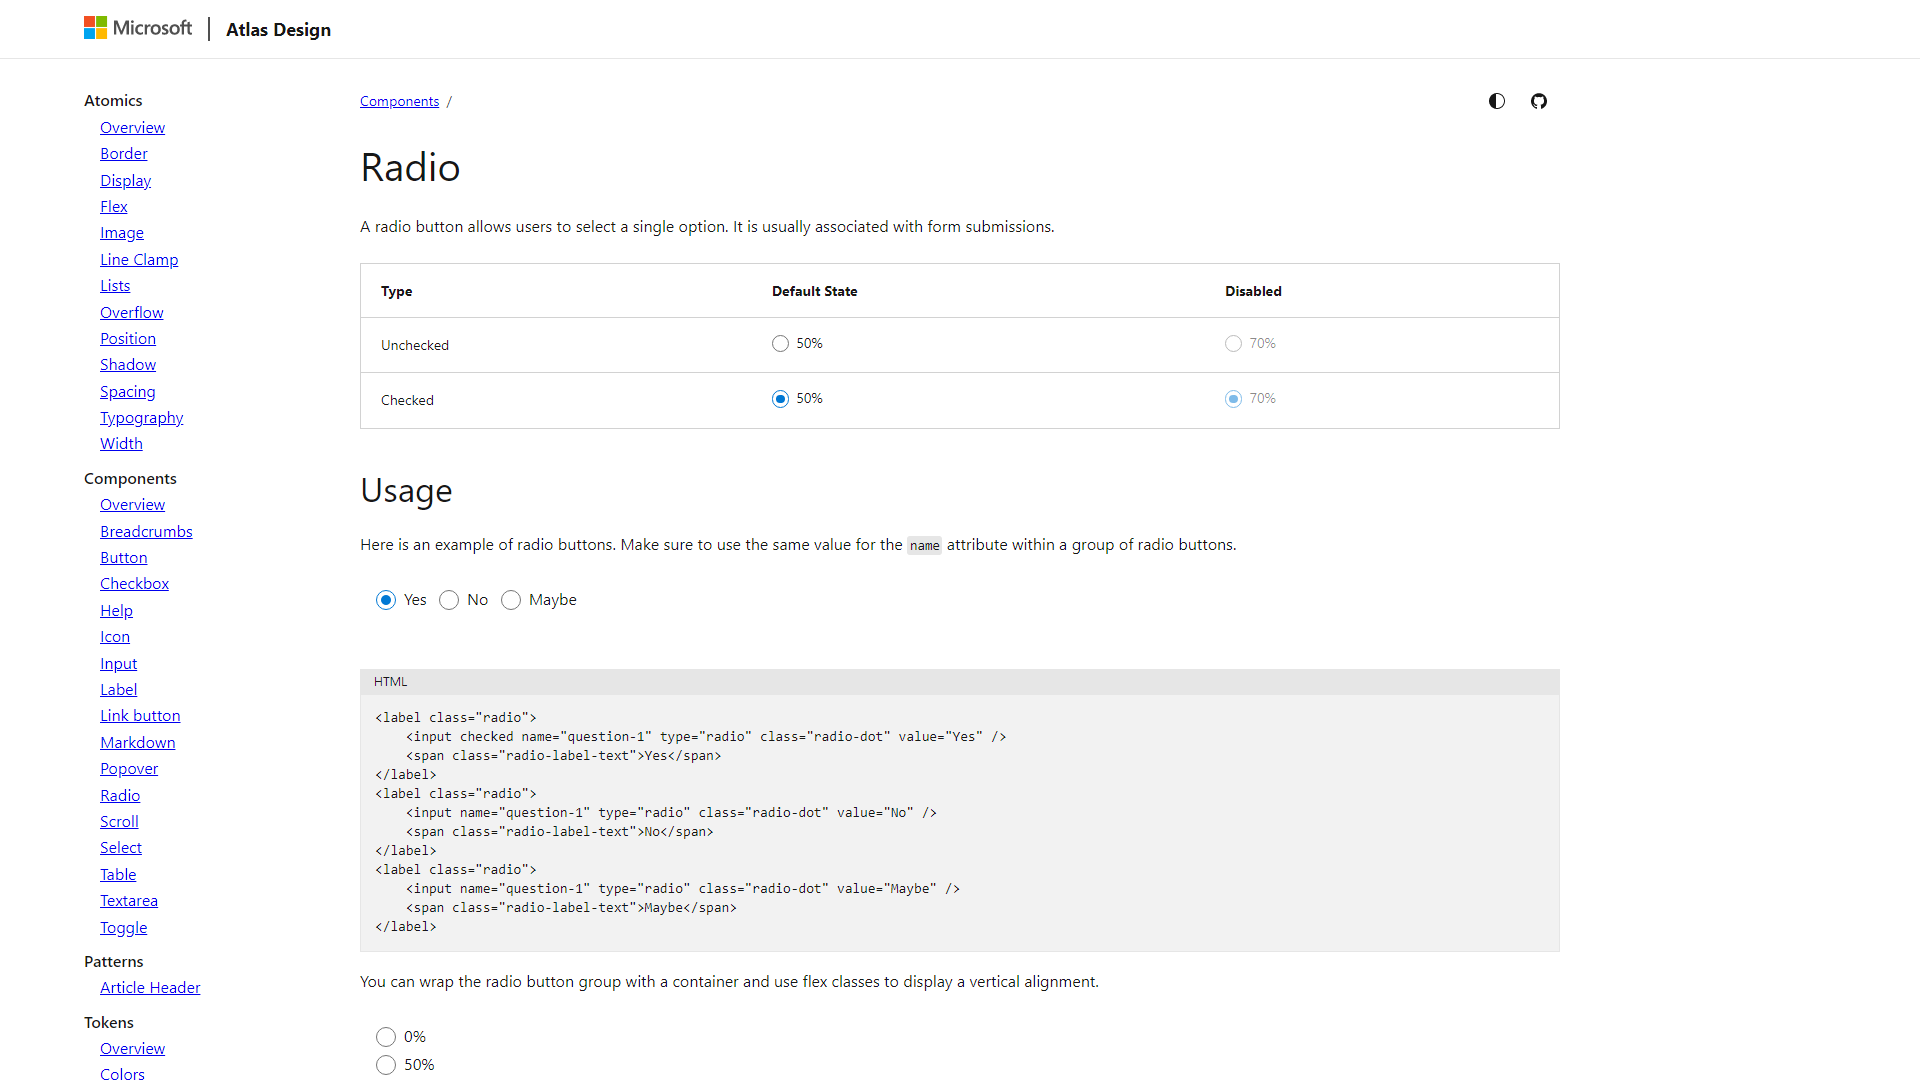 Microsoft
Atlas Design
Atomics
Overview
Border
Display
Flex
Image
Line Clamp
Lists
Overflow
Position
Shadow
Spacing
Typography
Width
Components
Overview
Breadcrumbs
Button
Checkbox
Help
Icon
Input
Label
Link button
Markdown
Popover
Radio
Scroll
Select
Table
Textarea
Toggle
Patterns
Article Header
Tokens
Overview
Colors
Components /
Radio
A radio button allows users to select a single option. It is usually associated with form submissions.
Type Default State Disabled
Unchecked 50% 70%
Checked 50% 70%
Usage
Here is an example of radio buttons. Make sure to use the same value for the name attribute within a group of radio buttons.
Yes No Maybe
HTML
<label class="radio">
    <input checked name="question-1" type="radio" class="radio-dot" value="Yes" />
    <span class="radio-label-text">Yes</span>
</label>
<label class="radio">
    <input name="question-1" type="radio" class="radio-dot" value="No" />
    <span class="radio-label-text">No</span>
</label>
<label class="radio">
    <input name="question-1" type="radio" class="radio-dot" value="Maybe" />
    <span class="radio-label-text">Maybe</span>
</label>
You can wrap the radio button group with a container and use flex classes to display a vertical alignment.
0%
50%